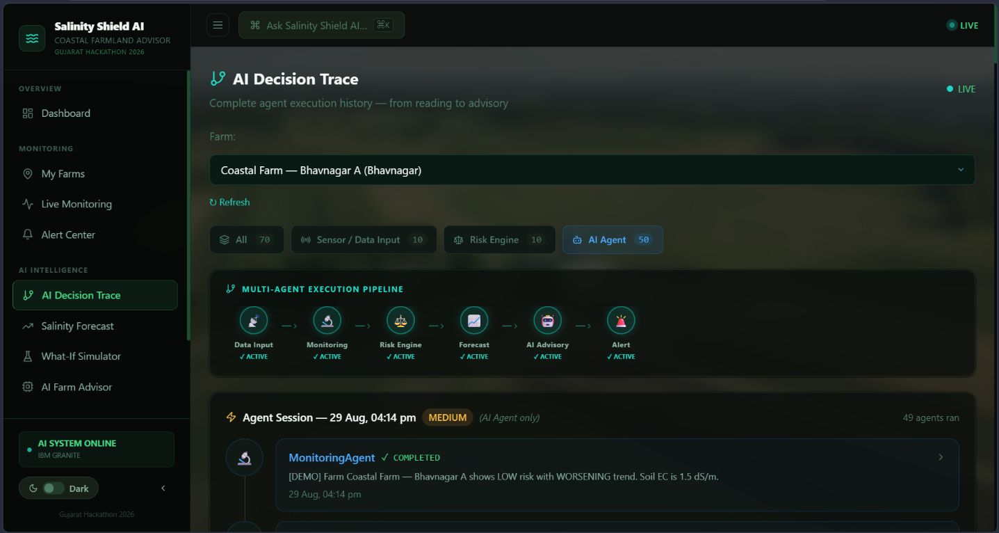 Salinity Shield AI
COASTAL FARMLAND ADVISOR
GUJARAT HACKATHON 2026
OVERVIEW
Dashboard
MONITORING
My Farms
Live Monitoring
Alert Center
AI INTELLIGENCE
AI Decision Trace
Salinity Forecast
What-If Simulator
AI Farm Advisor
AI SYSTEM ONLINE
IBM GRANITE
Dark
Gujarat Hackathon 2026
⌘ Ask Salinity Shield AI... ⌘K
LIVE
AI Decision Trace
LIVE
Complete agent execution history — from reading to advisory
Farm:
Coastal Farm — Bhavnagar A (Bhavnagar)
↻ Refresh
All 70 Sensor / Data Input 10 Risk Engine 10 AI Agent 50
MULTI-AGENT EXECUTION PIPELINE
Data Input Monitoring Risk Engine Forecast AI Advisory Alert
✓ ACTIVE ✓ ACTIVE ✓ ACTIVE ✓ ACTIVE ✓ ACTIVE ✓ ACTIVE
Agent Session — 29 Aug, 04:14 pm MEDIUM (AI Agent only) 49 agents ran
MonitoringAgent ✓ COMPLETED
[DEMO] Farm Coastal Farm — Bhavnagar A shows LOW risk with WORSENING trend. Soil EC is 1.5 dS/m.
29 Aug, 04:14 pm